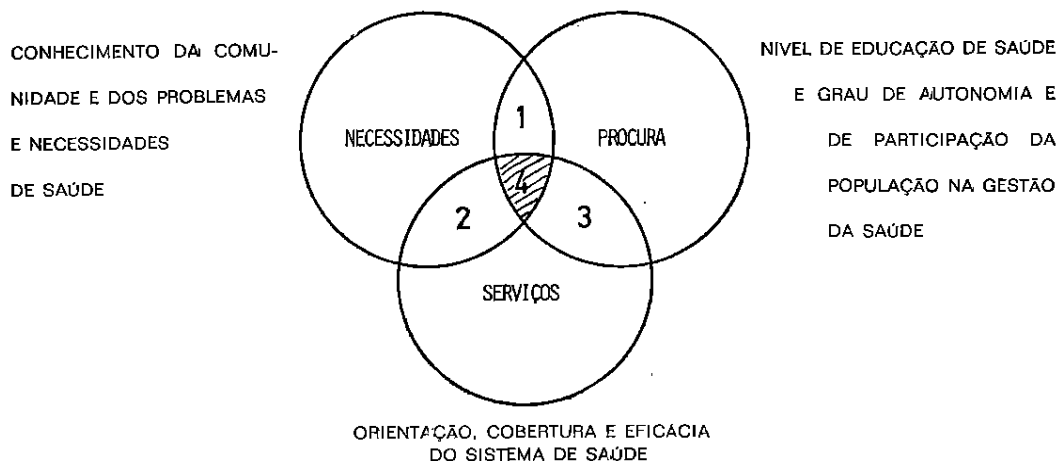 CONHECIMENTO DA COMU-
NIDADE E DOS PROBLEMAS
E NECESSIDADES
DE SAÚDE
NIVEL DE EDUCAÇÃO DE SAÚDE
E GRAU DE AUTONOMIA E
DE PARTICIPAÇÃO DA
POPULAÇÃO NA GESTÃO
DA SAÚDE
1
NECESSIDADES
PROCURA
4
2
3
SERVIÇOS
ORIENTAÇÃO, COBERTURA E EFICÁCIA
DO SISTEMA DE SAÚDE